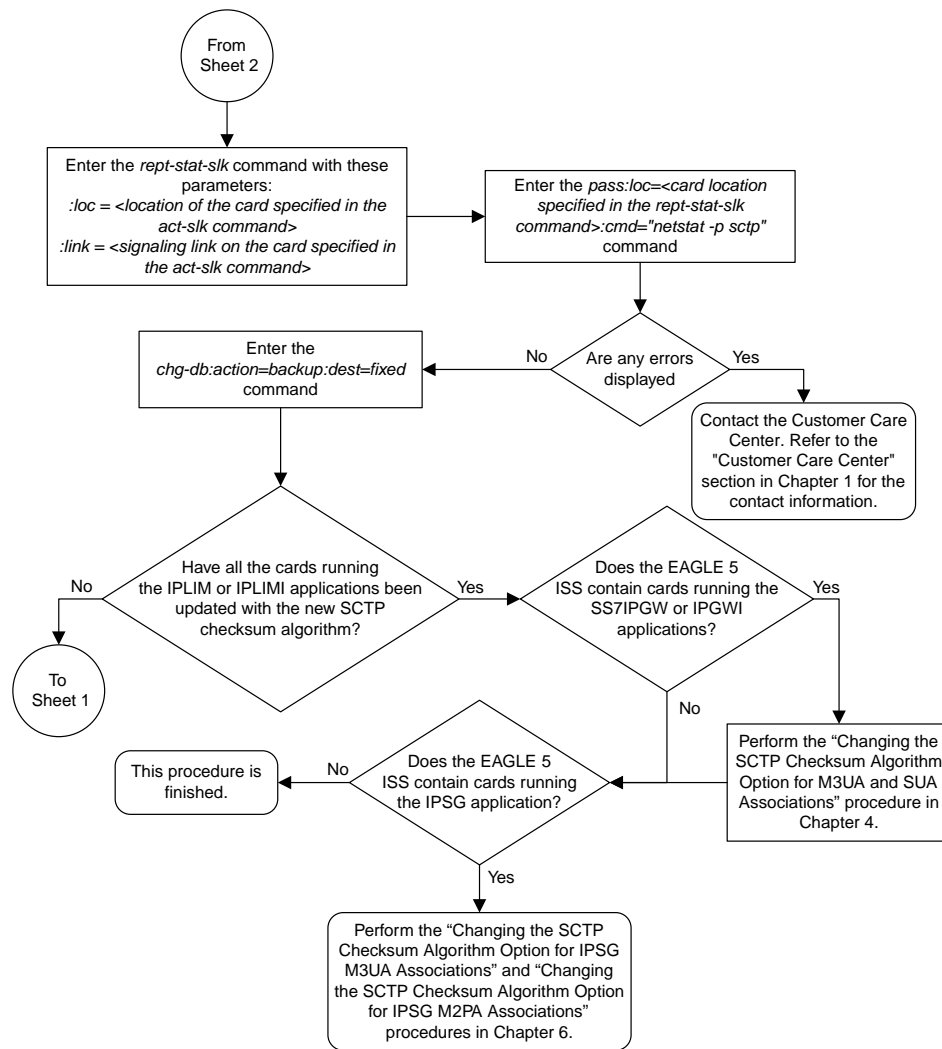 From
Sheet 2
Enter the rept-stat-slk command with these
parameters:
:loc = <location of the card specified in the
act-slk command>
:link = <signaling link on the card specified in
the act-slk command>
Enter the pass:loc=<card location
specified in the rept-stat-slk
command>:cmd="netstat -p sctp"
command
Are any errors
displayed
No
Yes
Enter the
chg-db:action=backup:dest=fixed
command
Contact the Customer Care
Center. Refer to the
"Customer Care Center"
section in Chapter 1 for the
contact information.
Have all the cards running
the IPLIM or IPLIMI applications been
updated with the new SCTP
checksum algorithm?
No
Yes
Does the EAGLE 5
ISS contain cards running the
SS7IPGW or IPGWI
applications?
Yes
No
To
Sheet 1
Perform the “Changing the
SCTP Checksum Algorithm
Option for M3UA and SUA
Associations” procedure in
Chapter 4.
Does the EAGLE 5
ISS contain cards running
the IPSG application?
No
This procedure is
finished.
Yes
Perform the “Changing the SCTP
Checksum Algorithm Option for IPSG
M3UA Associations” and “Changing
the SCTP Checksum Algorithm Option
for IPSG M2PA Associations”
procedures in Chapter 6.